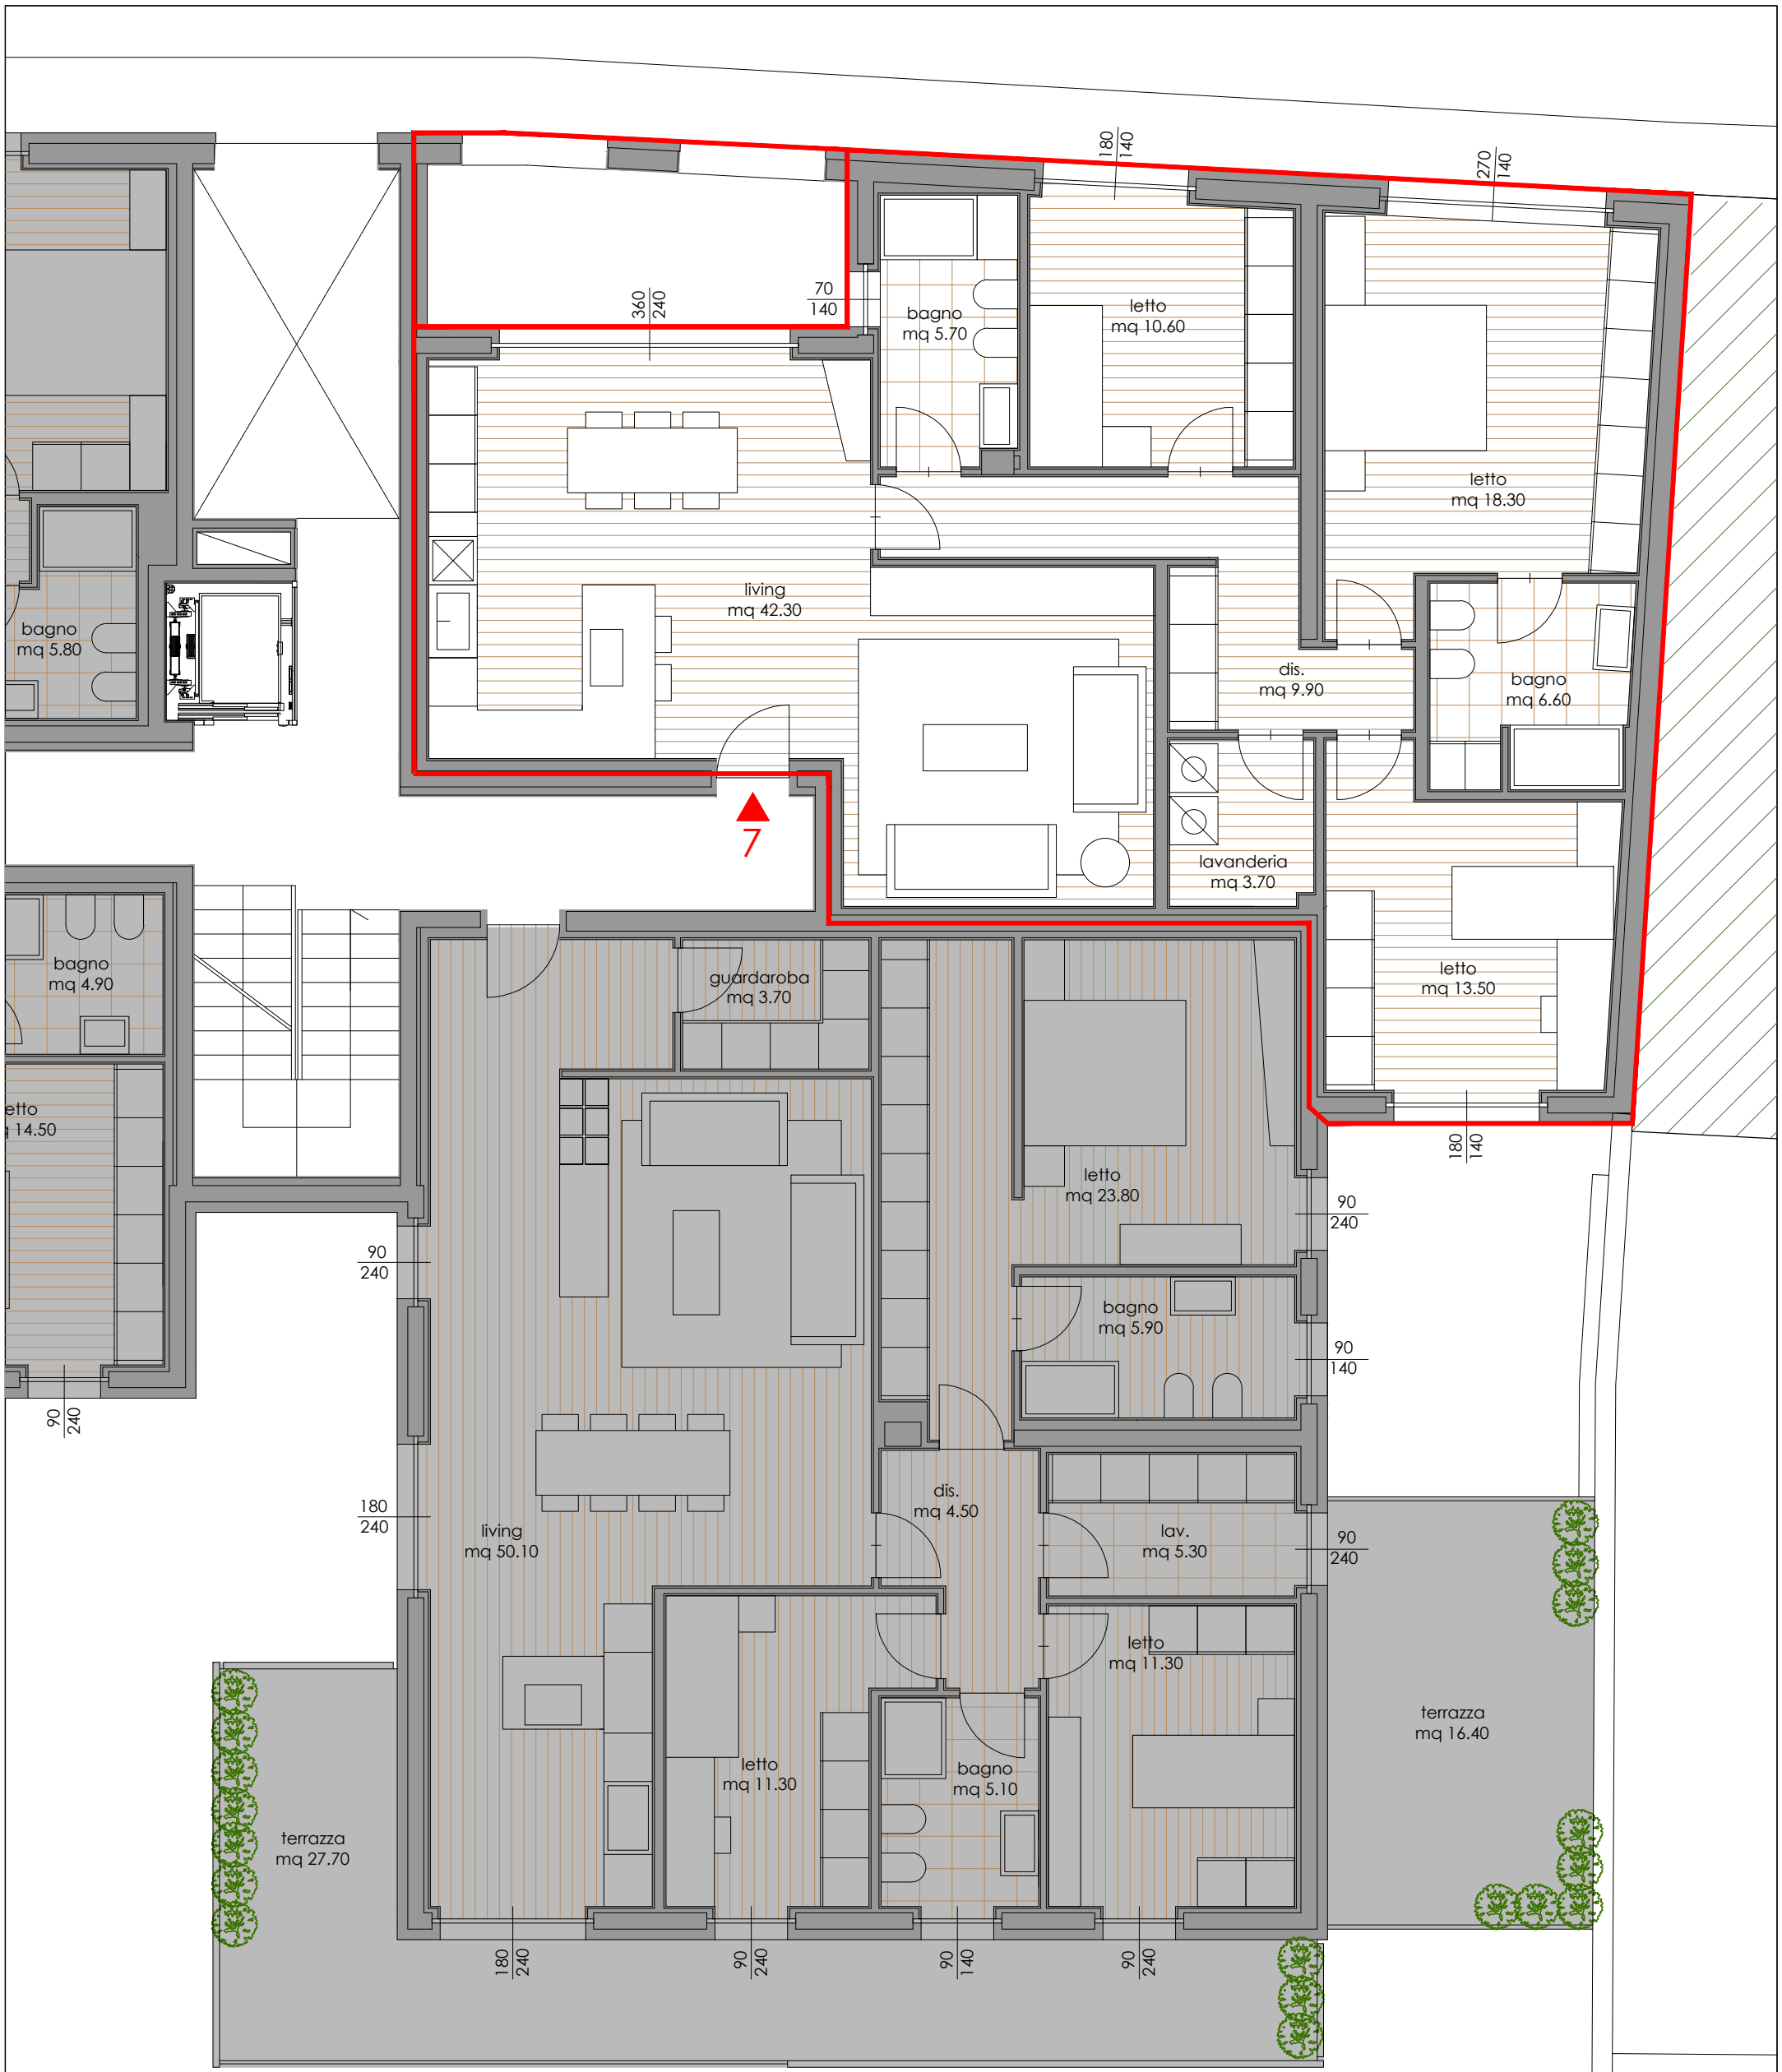 180
140
270
140
360
240
70
140
bagno
mq 5.70
letto
mq 10.60
letto
mq 18.30
living
mq 42.30
bagno
mq 5.80
dis.
mq 9.90
bagno
mq 6.60
7
lavanderia
mq 3.70
bagno
mq 4.90
guardaroba
mq 3.70
letto
mq 13.50
etto
14.50
180
140
letto
mq 23.80
90
240
90
240
bagno
mq 5.90
90
140
90
240
dis.
mq 4.50
180
240
living
mq 50.10
lav.
mq 5.30
90
240
letto
mq 11.30
terrazza
mq 16.40
letto
mq 11.30
bagno
mq 5.10
terrazza
mq 27.70
180
240
90
240
90
140
90
240